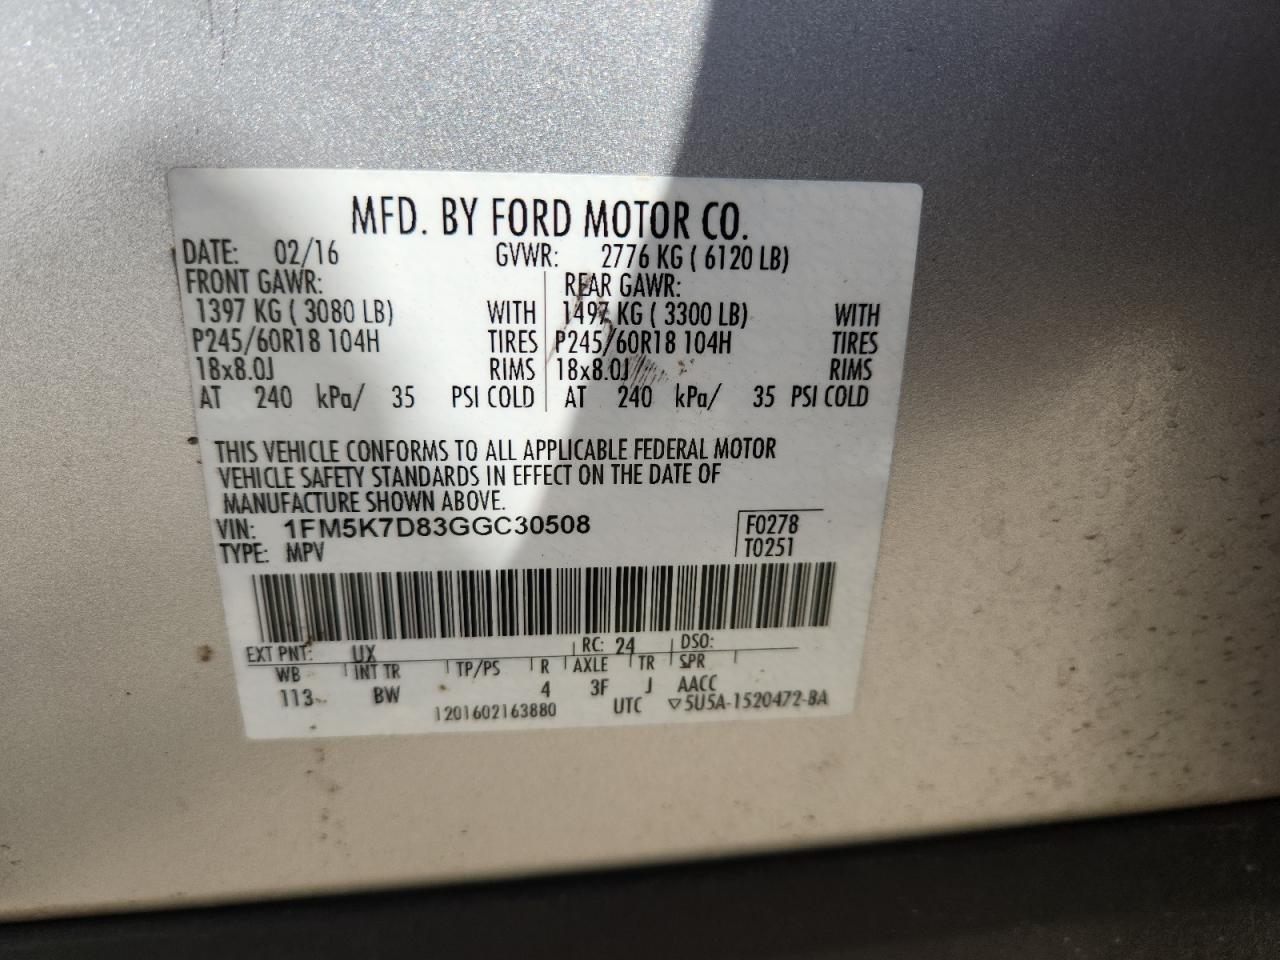 MFD. BY FORD MOTOR CO.
DATE: 02/16 GVWR: 2776 KG ( 6120 LB)
FRONT GAWR: REAR GAWR:
1397 KG ( 3080 LB) WITH 1497 KG ( 3300 LB) WITH
P245/60R18 104H TIRES P245/60R18 104H TIRES
18x8.0J RIMS 18x8.0J RIMS
AT 240 kPa/ 35 PSI COLD AT 240 kPa/ 35 PSI COLD
THIS VEHICLE CONFORMS TO ALL APPLICABLE FEDERAL MOTOR
VEHICLE SAFETY STANDARDS IN EFFECT ON THE DATE OF
MANUFACTURE SHOWN ABOVE.
VIN: 1FM5K7D83GGC30508 F0278
TYPE: MPV T0251
EXT PNT: UX RC: 24 DSO:
WB INT TR TP/PS R AXLE TR SPR
113 BW 4 3F J AACC
1201602163880 UTC ▽5U5A-1520472-BA